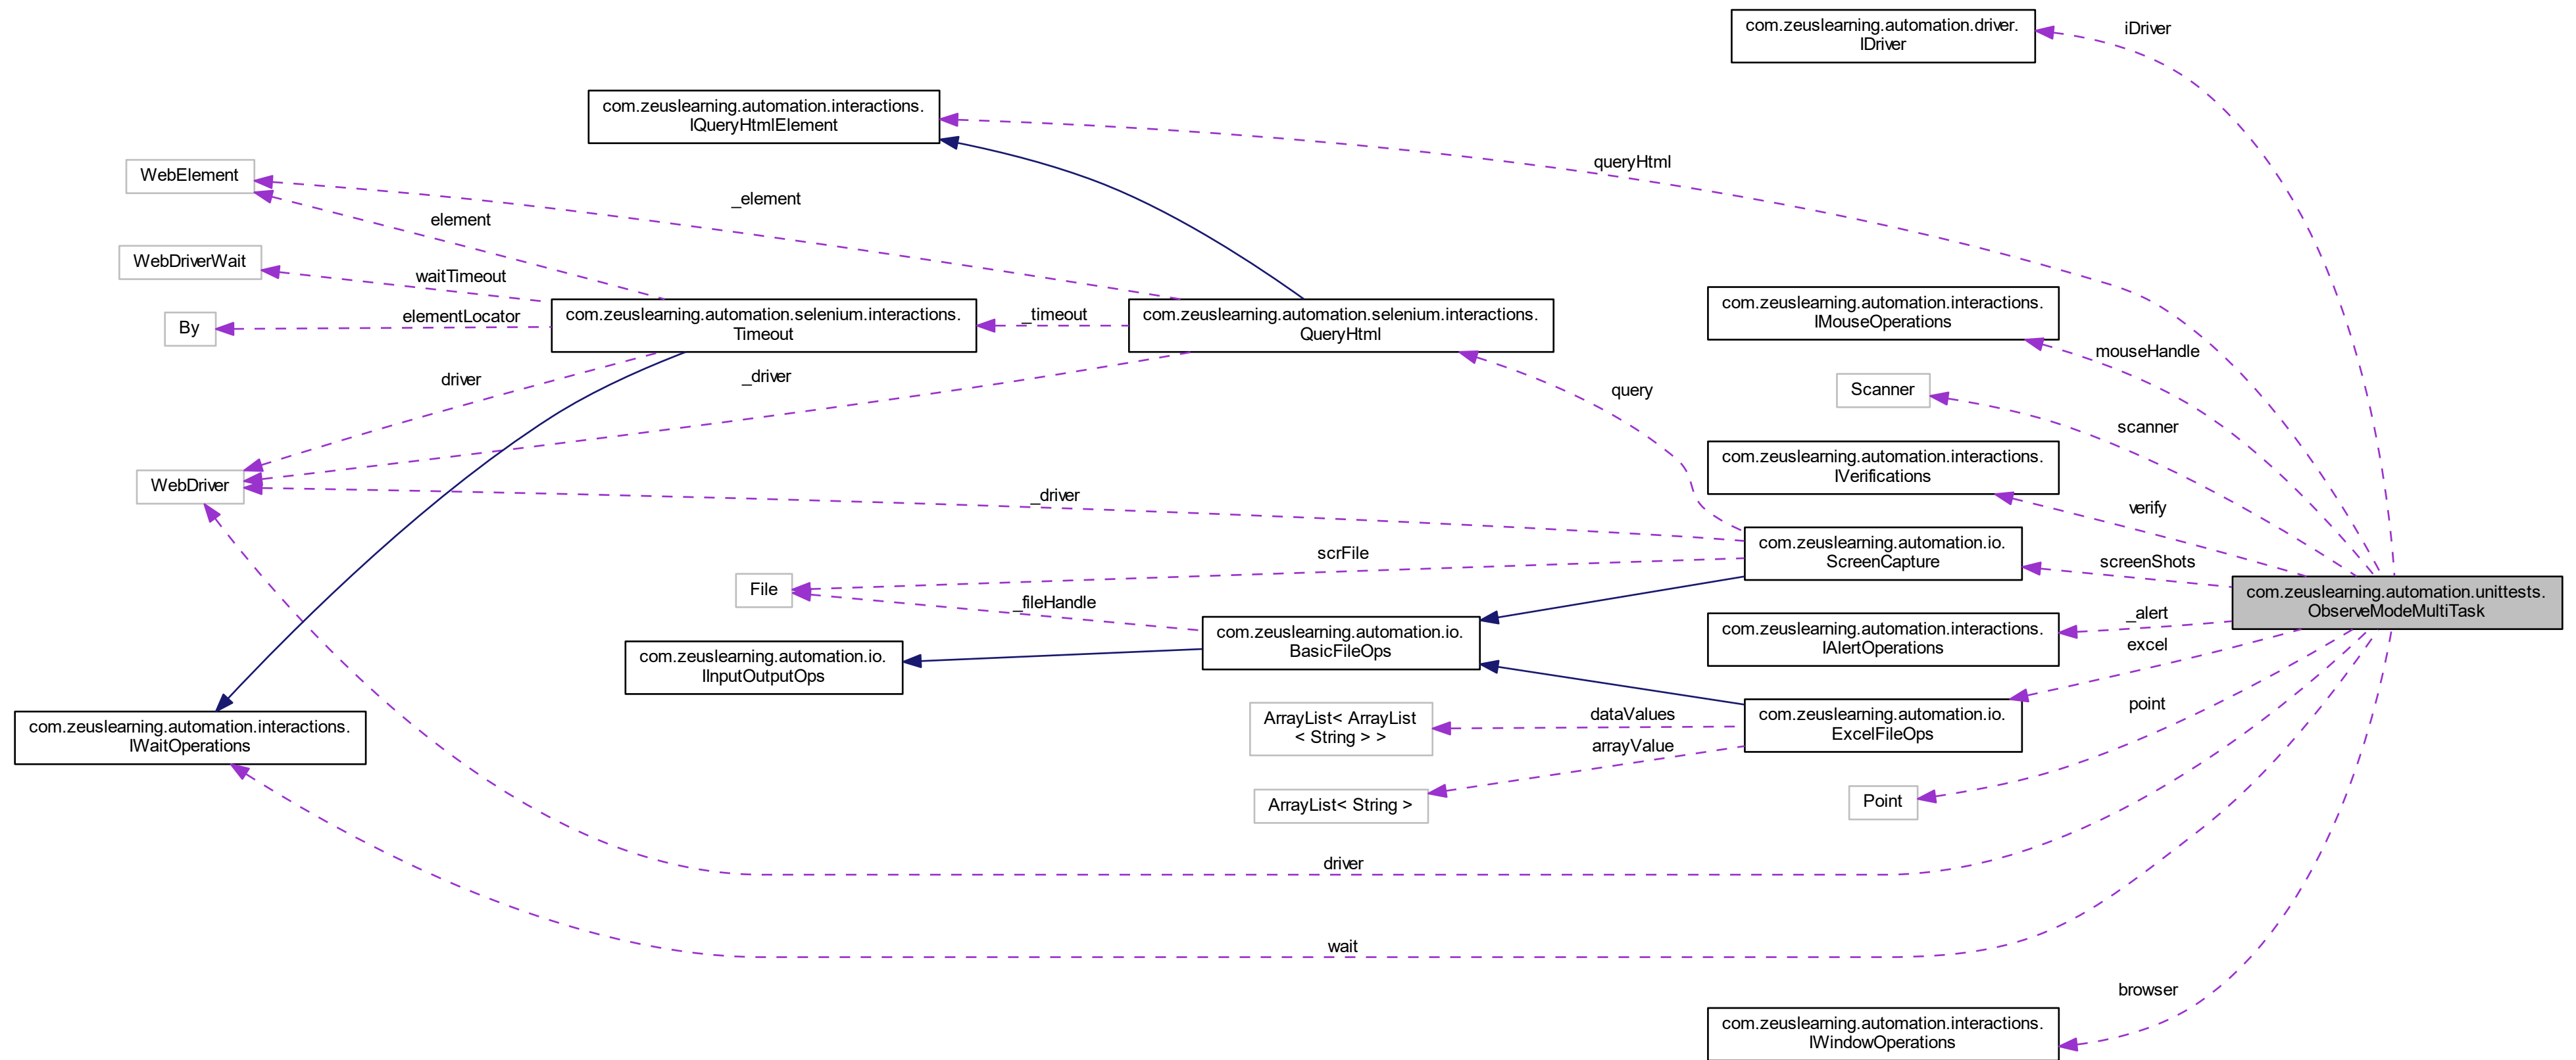 com.zeuslearning.automation.driver.
IDriver
iDriver
com.zeuslearning.automation.interactions.
IQueryHtmlElement
queryHtml
WebElement
_element
element
WebDriverWait
waitTimeout
com.zeuslearning.automation.selenium.interactions.
Timeout
_timeout
com.zeuslearning.automation.selenium.interactions.
QueryHtml
com.zeuslearning.automation.interactions.
IMouseOperations
By
elementLocator
mouseHandle
driver
_driver
query
Scanner
scanner
com.zeuslearning.automation.interactions.
IVerifications
WebDriver
_driver
verify
com.zeuslearning.automation.io.
ScreenCapture
scrFile
screenShots
File
_fileHandle
com.zeuslearning.automation.unittests.
ObserveModeMultiTask
com.zeuslearning.automation.io.
IInputOutputOps
com.zeuslearning.automation.io.
BasicFileOps
com.zeuslearning.automation.interactions.
IAlertOperations
_alert
excel
com.zeuslearning.automation.interactions.
IWaitOperations
ArrayList< ArrayList
< String > >
dataValues
com.zeuslearning.automation.io.
ExcelFileOps
point
arrayValue
ArrayList< String >
Point
driver
wait
browser
com.zeuslearning.automation.interactions.
IWindowOperations